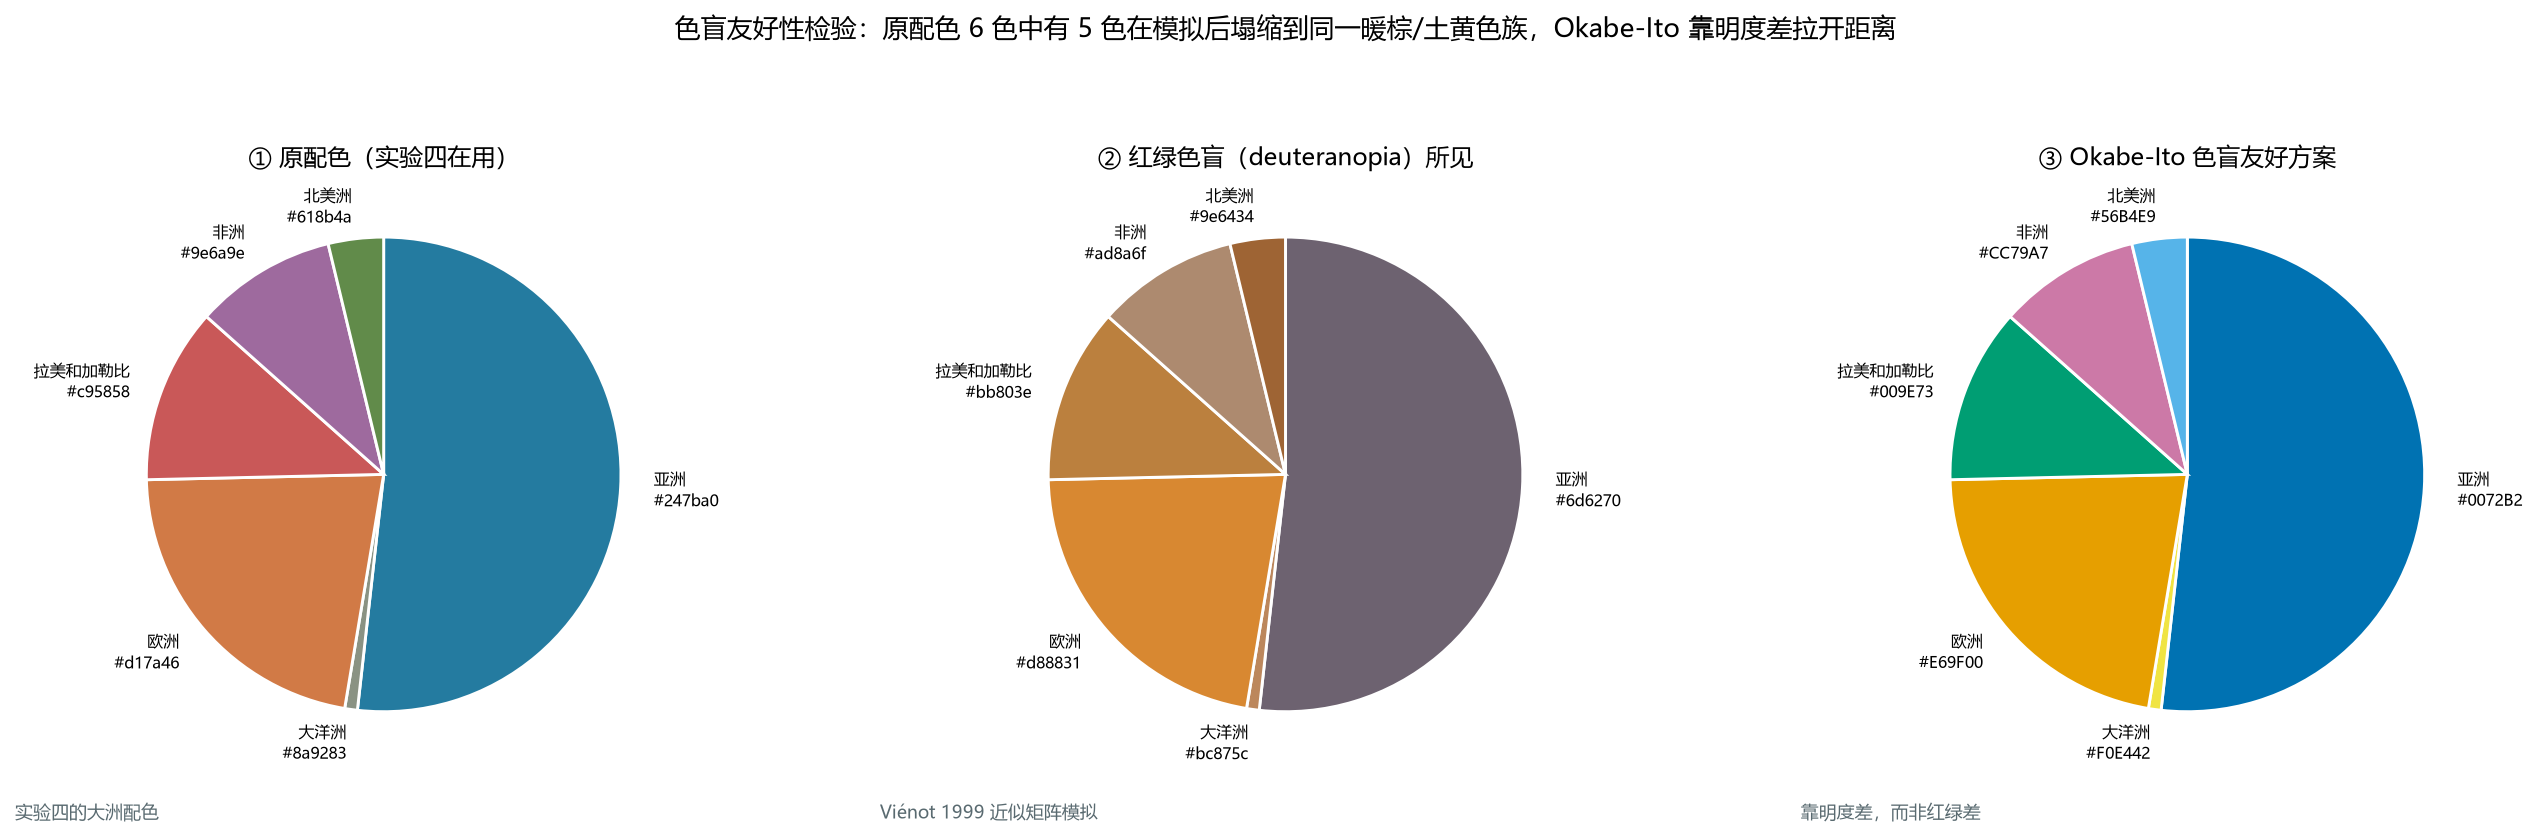 色盲友好性检验：原配色 6 色中有 5 色在模拟后塌缩到同一暖棕/土黄色族，Okabe-Ito 靠明度差拉开距离
① 原配色（实验四在用）
北美洲
#618b4a
非洲
#9e6a9e
拉美和加勒比
#c95858
亚洲
#247ba0
欧洲
#d17a46
大洋洲
#8a9283
实验四的大洲配色
② 红绿色盲（deuteranopia）所见
北美洲
#9e6434
非洲
#ad8a6f
拉美和加勒比
#bb803e
亚洲
#6d6270
欧洲
#d88831
大洋洲
#bc875c
Viénot 1999 近似矩阵模拟
③ Okabe-Ito 色盲友好方案
北美洲
#56B4E9
非洲
#CC79A7
拉美和加勒比
#009E73
亚洲
#0072B2
欧洲
#E69F00
大洋洲
#F0E442
靠明度差，而非红绿差